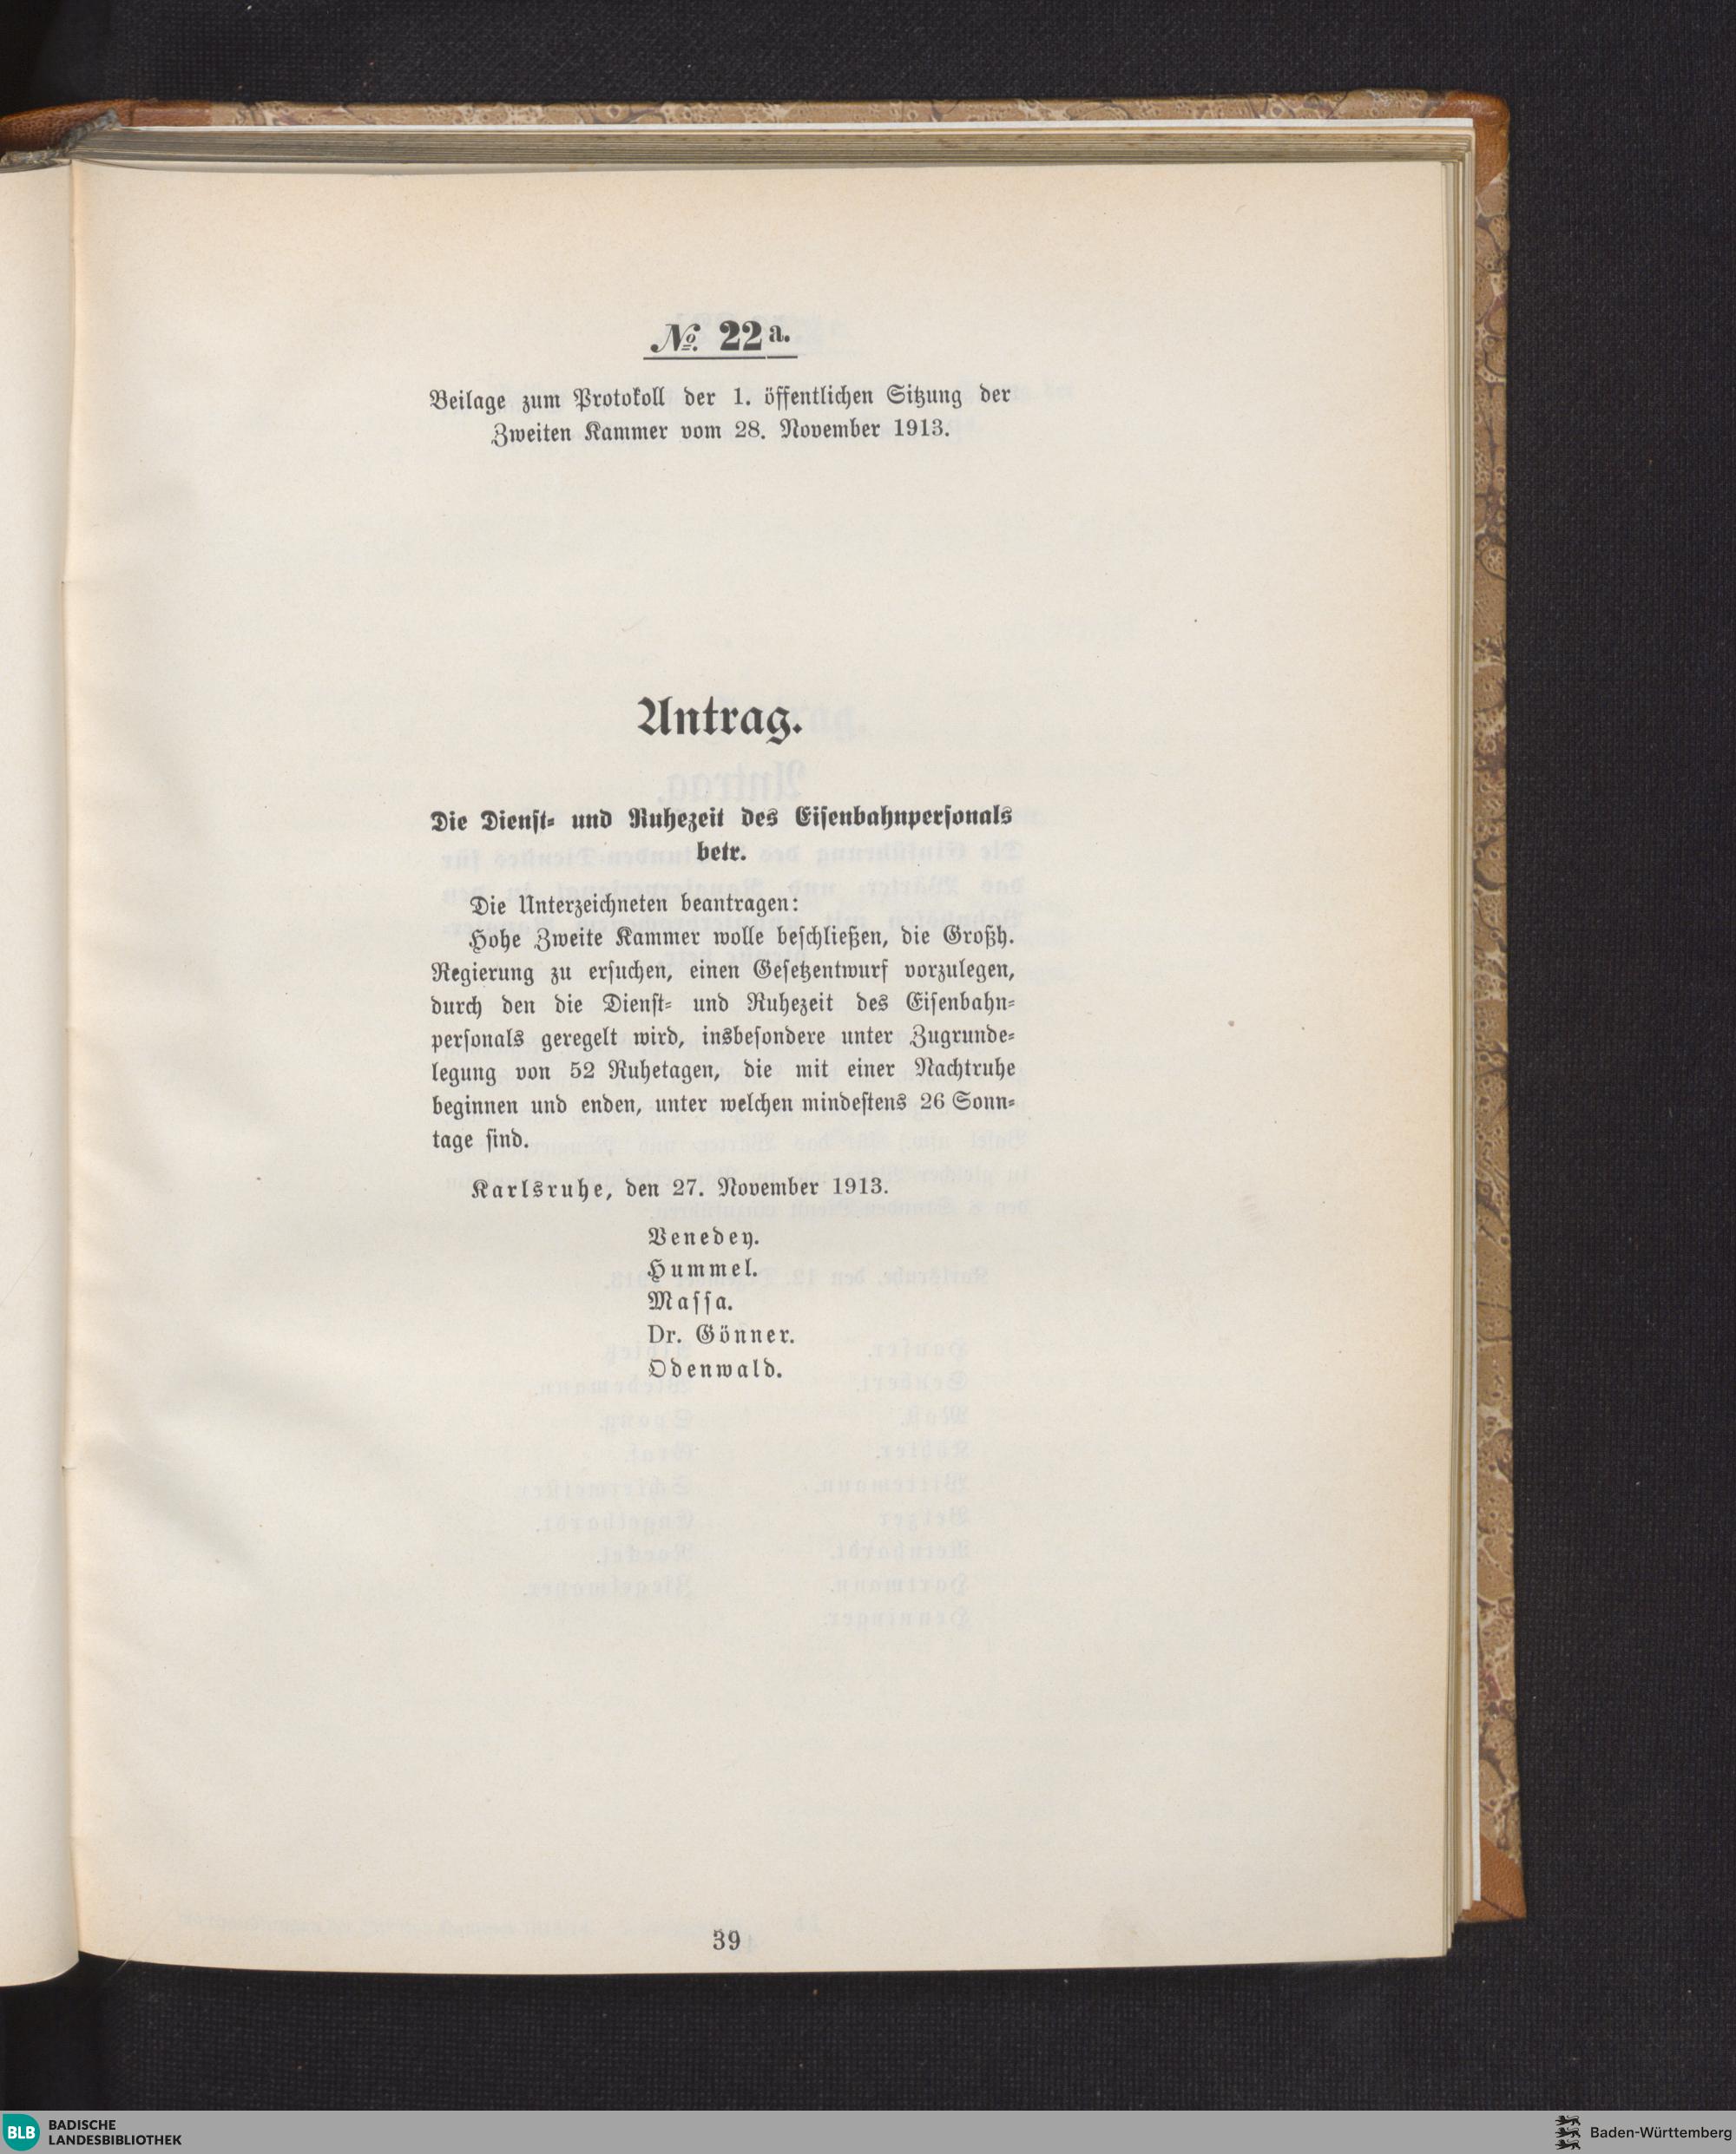 № 22 a.
Beilage zum Protokoll der 1. öffentlichen Sitzung der
Zweiten Kammer vom 28. November 1913.
Antrag.
Die Dienst- und Ruhezeit des Eisenbahnpersonals
betr.
Die Unterzeichneten beantragen:
Hohe Zweite Kammer wolle beschließen, die Großh.
Regierung zu ersuchen, einen Gesetzentwurf vorzulegen,
durch den die Dienst- und Ruhezeit des Eisenbahn-
personals geregelt wird, insbesondere unter Zugrunde-
legung von 52 Ruhetagen, die mit einer Nachtruhe
beginnen und enden, unter welchen mindestens 26 Sonn-
tage sind.
Karlsruhe, den 27. November 1913.
Venedey.
Hummel.
Massa.
Dr. Gönner.
Odenwald.
39
BLB BADISCHE
LANDESBIBLIOTHEK
Baden-Württemberg